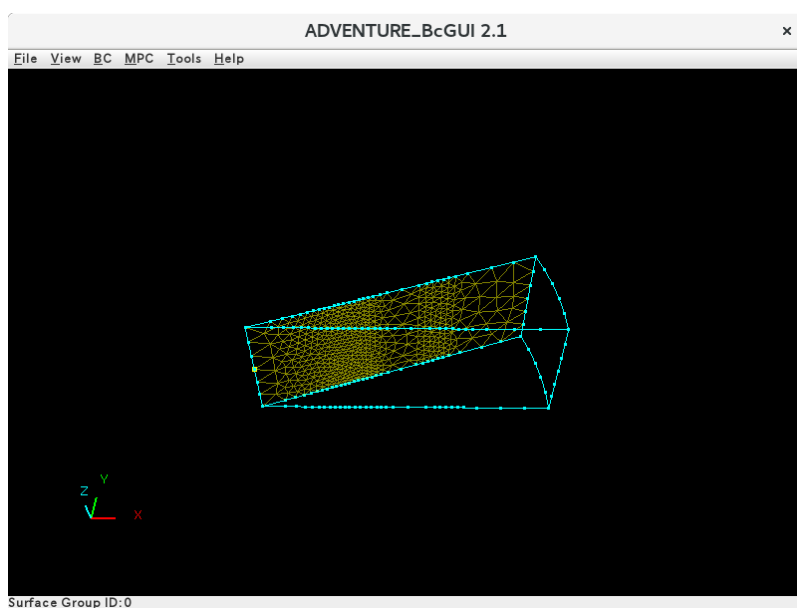 ADVENTURE_BcGUI 2.1 ×
File View BC MPC Tools Help
Y
Z
X
Surface Group ID:0